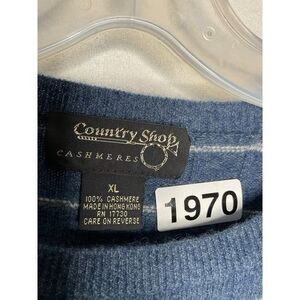 Country Shop
CASHMERES
XL
100% CASHMERE
MADE IN HONG KONG
RN 17730
CARE ON REVERSE
1970